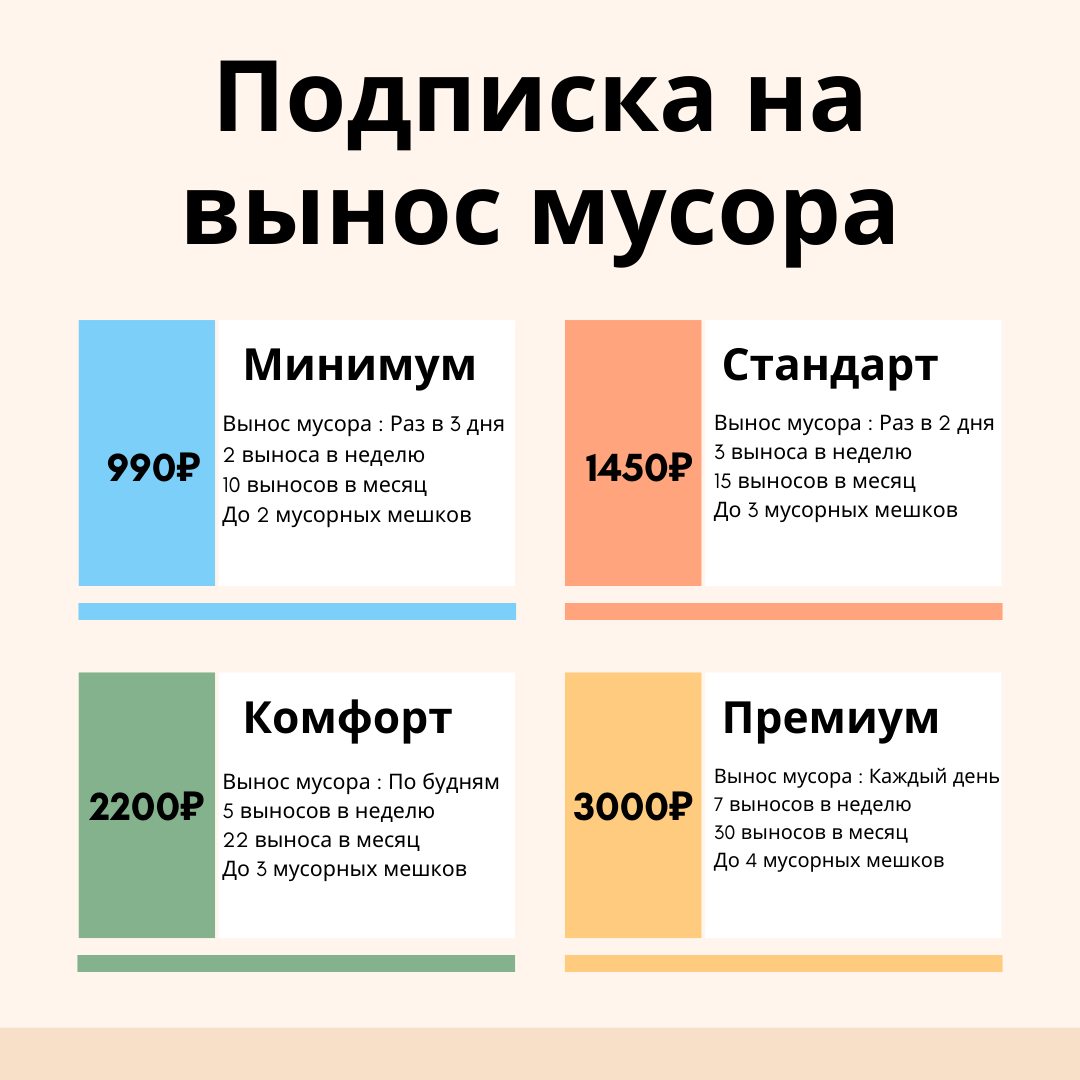 Подписка на
вынос мусора
Минимум
990₽
Вынос мусора : Раз в 3 дня
2 выноса в неделю
10 выносов в месяц
До 2 мусорных мешков
Стандарт
1450₽
Вынос мусора : Раз в 2 дня
3 выноса в неделю
15 выносов в месяц
До 3 мусорных мешков
Комфорт
2200₽
Вынос мусора : По будням
5 выносов в неделю
22 выноса в месяц
До 3 мусорных мешков
Премиум
3000₽
Вынос мусора : Каждый день
7 выносов в неделю
30 выносов в месяц
До 4 мусорных мешков